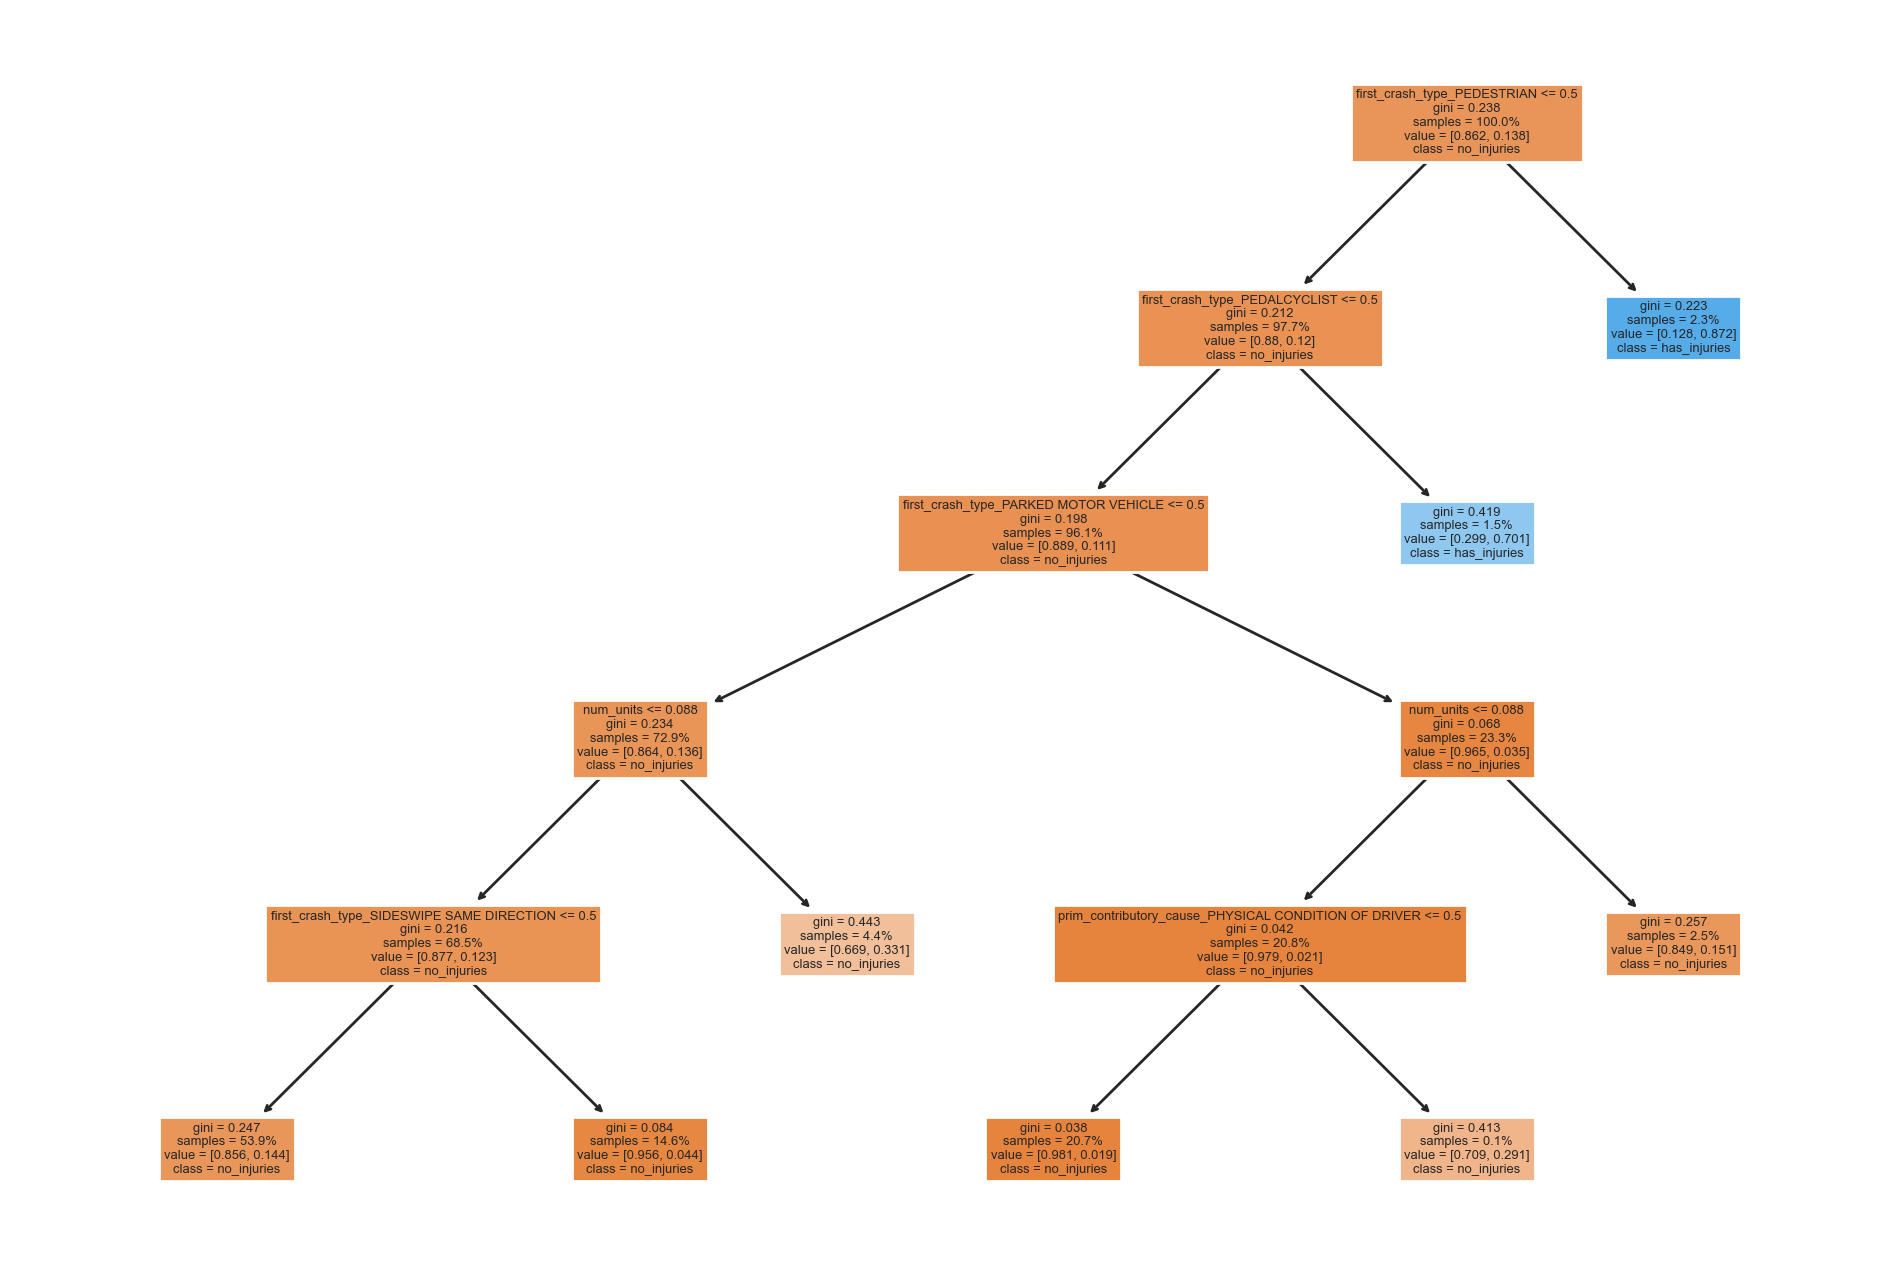 first_crash_type_PEDESTRIAN <= 0.5
gini = 0.238
samples = 100.0%
value = [0.862, 0.138]
class = no_injuries
first_crash_type_PEDALCYCLIST <= 0.5
gini = 0.212
samples = 97.7%
value = [0.88, 0.12]
class = no_injuries
gini = 0.223
samples = 2.3%
value = [0.128, 0.872]
class = has_injuries
first_crash_type_PARKED MOTOR VEHICLE <= 0.5
gini = 0.198
samples = 96.1%
value = [0.889, 0.111]
class = no_injuries
gini = 0.419
samples = 1.5%
value = [0.299, 0.701]
class = has_injuries
num_units <= 0.088
gini = 0.234
samples = 72.9%
value = [0.864, 0.136]
class = no_injuries
num_units <= 0.088
gini = 0.068
samples = 23.3%
value = [0.965, 0.035]
class = no_injuries
first_crash_type_SIDESWIPE SAME DIRECTION <= 0.5
gini = 0.216
samples = 68.5%
value = [0.877, 0.123]
class = no_injuries
gini = 0.443
samples = 4.4%
value = [0.669, 0.331]
class = no_injuries
prim_contributory_cause_PHYSICAL CONDITION OF DRIVER <= 0.5
gini = 0.042
samples = 20.8%
value = [0.979, 0.021]
class = no_injuries
gini = 0.257
samples = 2.5%
value = [0.849, 0.151]
class = no_injuries
gini = 0.247
samples = 53.9%
value = [0.856, 0.144]
class = no_injuries
gini = 0.084
samples = 14.6%
value = [0.956, 0.044]
class = no_injuries
gini = 0.038
samples = 20.7%
value = [0.981, 0.019]
class = no_injuries
gini = 0.413
samples = 0.1%
value = [0.709, 0.291]
class = no_injuries